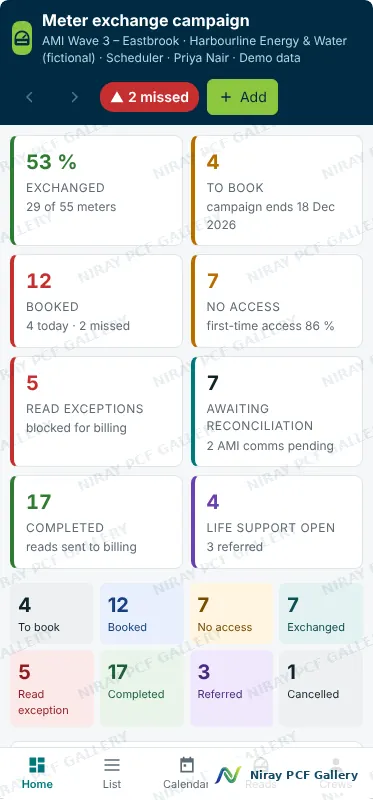 Meter exchange campaign
AMI Wave 3 – Eastbrook · Harbourline Energy & Water
(fictional) · Scheduler · Priya Nair · Demo data
▲ 2 missed
+ Add
53 %
EXCHANGED
29 of 55 meters
4
TO BOOK
campaign ends 18 Dec
2026
12
BOOKED
4 today · 2 missed
7
NO ACCESS
first-time access 86 %
5
READ EXCEPTIONS
blocked for billing
7
AWAITING
RECONCILIATION
2 AMI comms pending
17
COMPLETED
reads sent to billing
4
LIFE SUPPORT OPEN
3 referred
4
To book
12
Booked
7
No access
7
Exchanged
5
Read
exception
17
Completed
3
Referred
1
Cancelled
Home
List
Calendar
Reads
Crews
Niray PCF Gallery
NIRAY PCF GALLERY